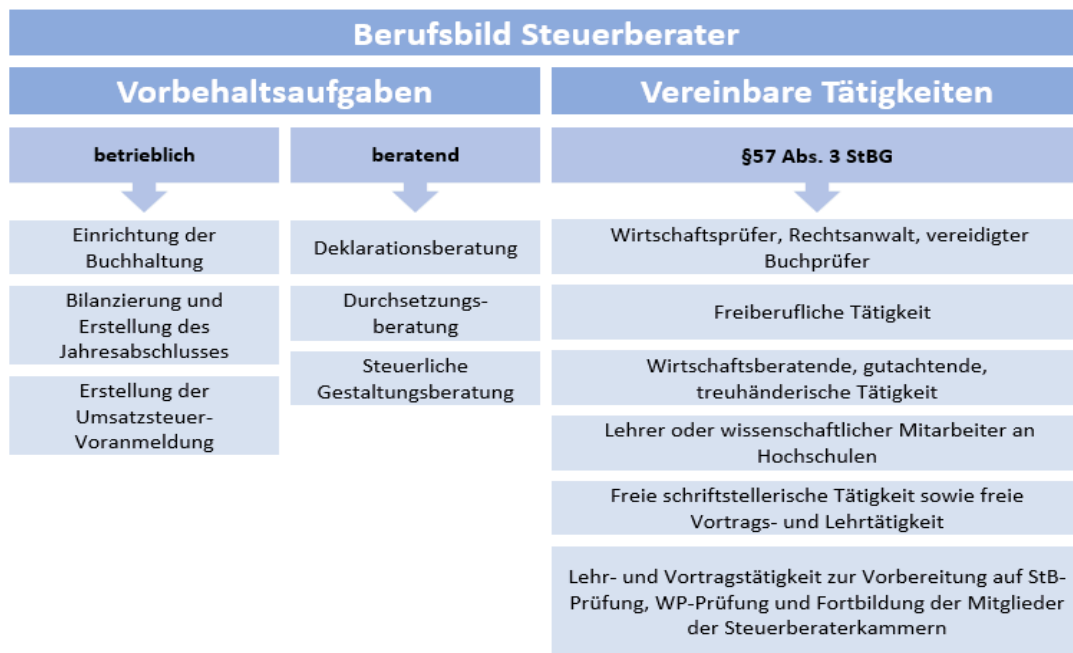 Berufsbild Steuerberater
Vorbehaltsaufgaben
Vereinbare Tätigkeiten
betrieblich
beratend
§57 Abs. 3 StBG
Einrichtung der
Buchhaltung
Bilanzierung und
Erstellung des
Jahresabschlusses
Erstellung der
Umsatzsteuer-
Voranmeldung
Deklarationsberatung
Durchsetzungs-
beratung
Steuerliche
Gestaltungsberatung
Wirtschaftsprüfer, Rechtsanwalt, vereidigter
Buchprüfer
Freiberufliche Tätigkeit
Wirtschaftsberatende, gutachtende,
treuhänderische Tätigkeit
Lehrer oder wissenschaftlicher Mitarbeiter an
Hochschulen
Freie schriftstellerische Tätigkeit sowie freie
Vortrags- und Lehrtätigkeit
Lehr- und Vortragstätigkeit zur Vorbereitung auf StB-
Prüfung, WP-Prüfung und Fortbildung der Mitglieder
der Steuerberaterkammern